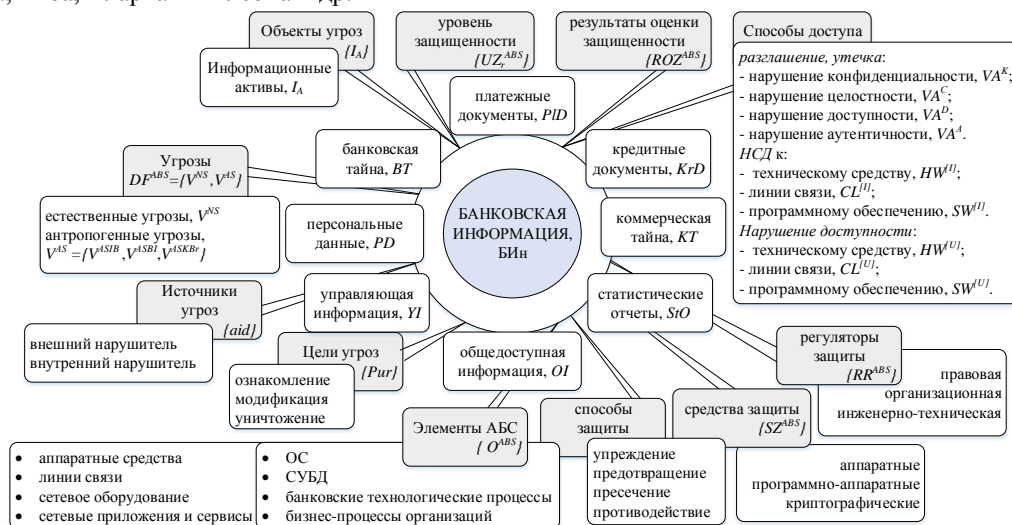 Объекты угроз
{I_A}
Информационные
активы, I_A
уровень
защищенности
{UZ_r^ABS}
результаты оценки
защищенности
{ROZ^ABS}
Способы доступа
разглашение, утечка:
- нарушение конфиденциальности, VA^K;
- нарушение целостности, VA^C;
- нарушение доступности, VA^D;
- нарушение аутентичности, VA^A.
НСД к:
- техническому средству, HW^[I];
- линии связи, CL^[I];
- программному обеспечению, SW^[I].
Нарушение доступности:
- техническому средству, HW^[U];
- линии связи, CL^[U];
- программному обеспечению, SW^[U].
платежные
документы, PlD
банковская
тайна, BT
кредитные
документы, KrD
Угрозы
DF^ABS={V^NS,V^AS}
естественные угрозы, V^NS
антропогенные угрозы,
V^AS ={V^ASIB,V^ASBI,V^ASKBr}
персональные
данные, PD
БАНКОВСКАЯ
ИНФОРМАЦИЯ,
БИн
коммерческая
тайна, KT
Источники
угроз
{aid}
внешний нарушитель
внутренний нарушитель
управляющая
информация, YI
статистические
отчеты, StO
Цели угроз
{Pur}
ознакомление
модификация
уничтожение
общедоступная
информация, OI
регуляторы
защиты
{RR^ABS}
правовая
организационная
инженерно-техническая
Элементы АБС
{ O^ABS}
• аппаратные средства
• линии связи
• сетевое оборудование
• сетевые приложения и сервисы
• ОС
• СУБД
• банковские технологические процессы
• бизнес-процессы организаций
способы
защиты
упреждение
предотвращение
пресечение
противодействие
средства защиты
{SZ^ABS}
аппаратные
программно-аппаратные
криптографические